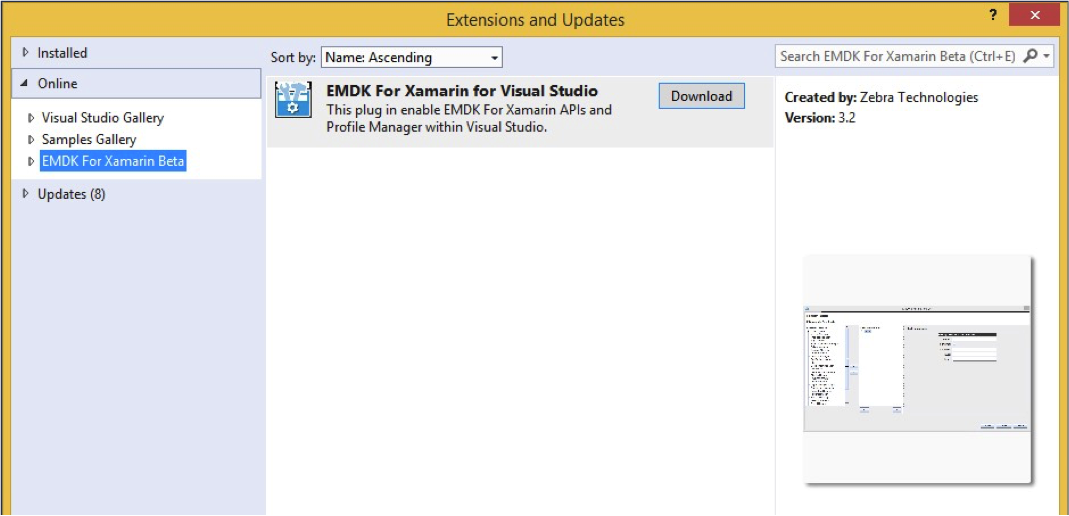 Extensions and Updates
?
Installed
Online
Visual Studio Gallery
Samples Gallery
EMDK For Xamarin Beta
Updates (8)
Sort by: Name: Ascending
EMDK For Xamarin for Visual Studio
This plug in enable EMDK For Xamarin APIs and
Profile Manager within Visual Studio.
Download
Search EMDK For Xamarin Beta (Ctrl+E)
Created by: Zebra Technologies
Version: 3.2